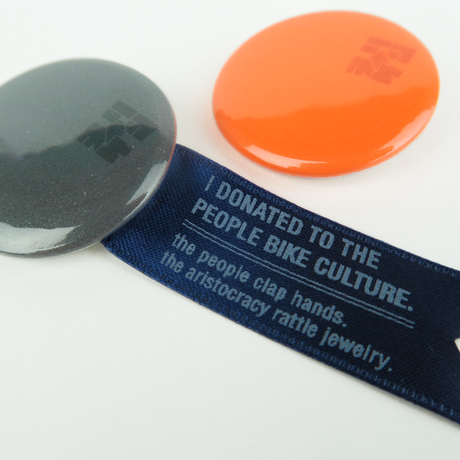 I DONATED TO THE
PEOPLE BIKE CULTURE.
the people clap hands.
the aristocracy rattle jewelry.